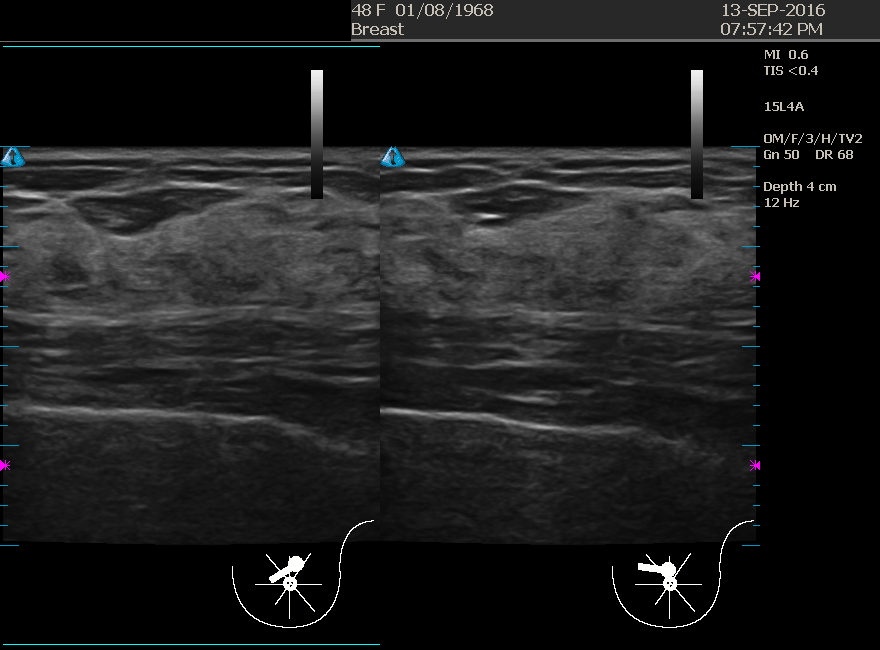 48 F 01/08/1968 13-SEP-2016
Breast 07:57:42 PM
MI 0.6
TIS <0.4
15L4A
OM/F/3/H/TV2
Gn 50 DR 68
Depth 4 cm
12 Hz